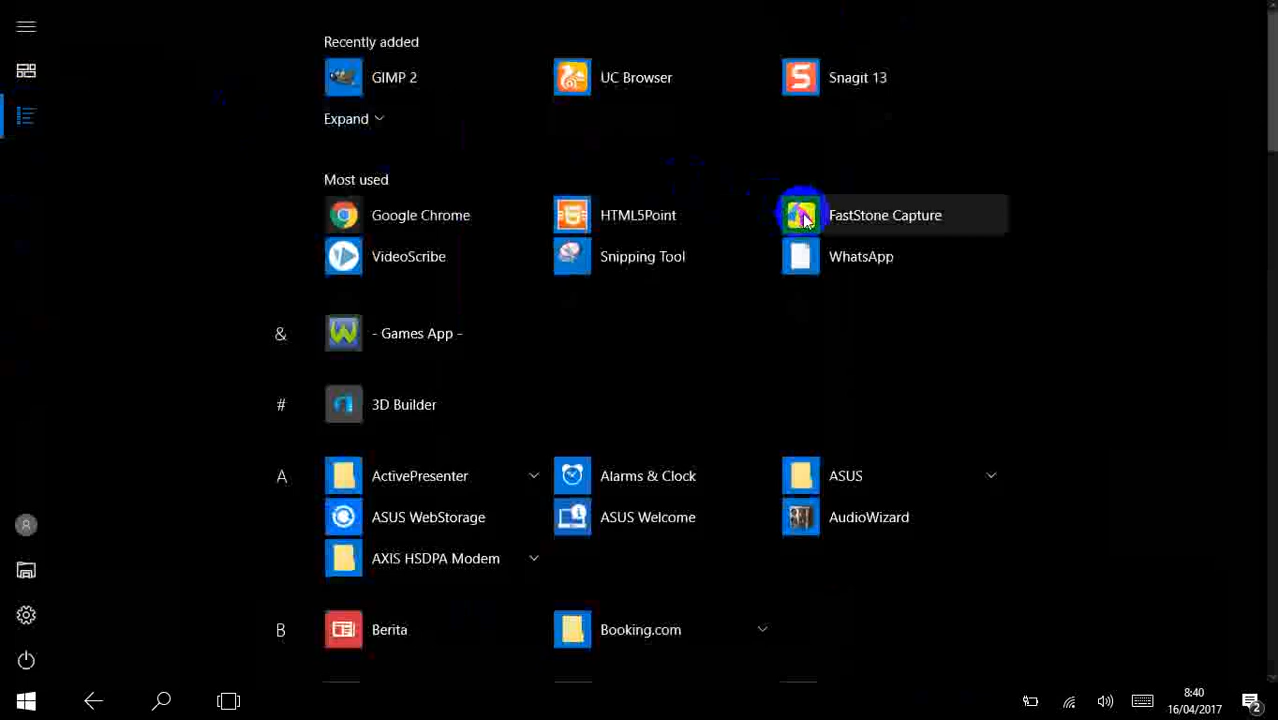 Recently added
GIMP 2 UC Browser Snagit 13
Expand
Most used
Google Chrome HTML5Point FastStone Capture
VideoScribe Snipping Tool WhatsApp
& - Games App -
# 3D Builder
A ActivePresenter Alarms & Clock ASUS
ASUS WebStorage ASUS Welcome AudioWizard
AXIS HSDPA Modem
B Berita Booking.com
8:40
16/04/2017
2